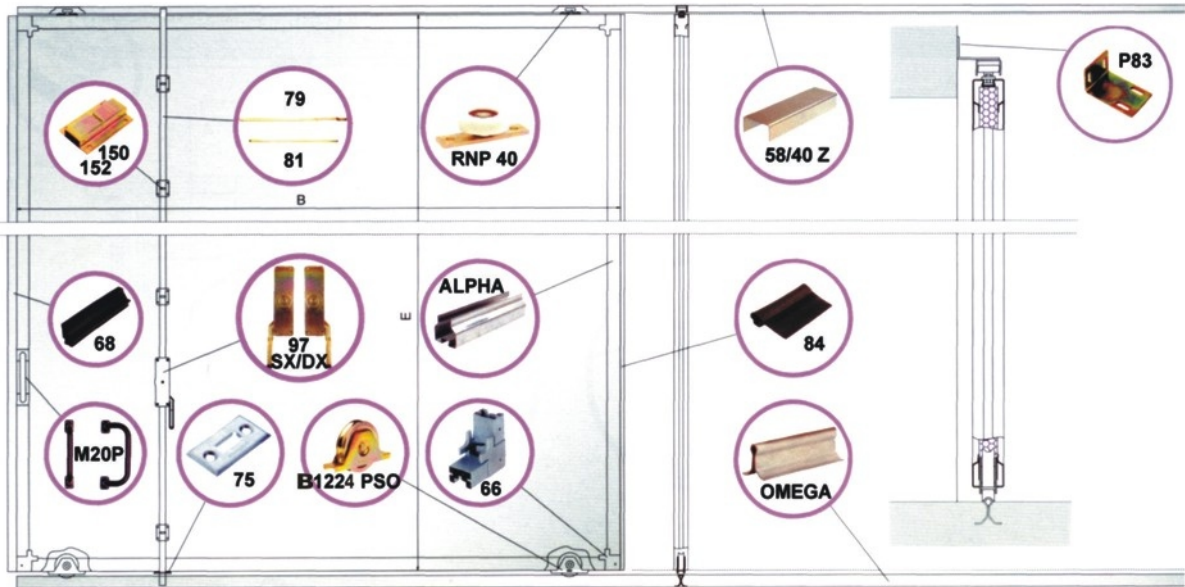 P83
79
150
152
81
RNP 40
58/40 Z
B
ALPHA
E
68
97
SX/DX
84
M20P
75
B1224 PSO
66
OMEGA